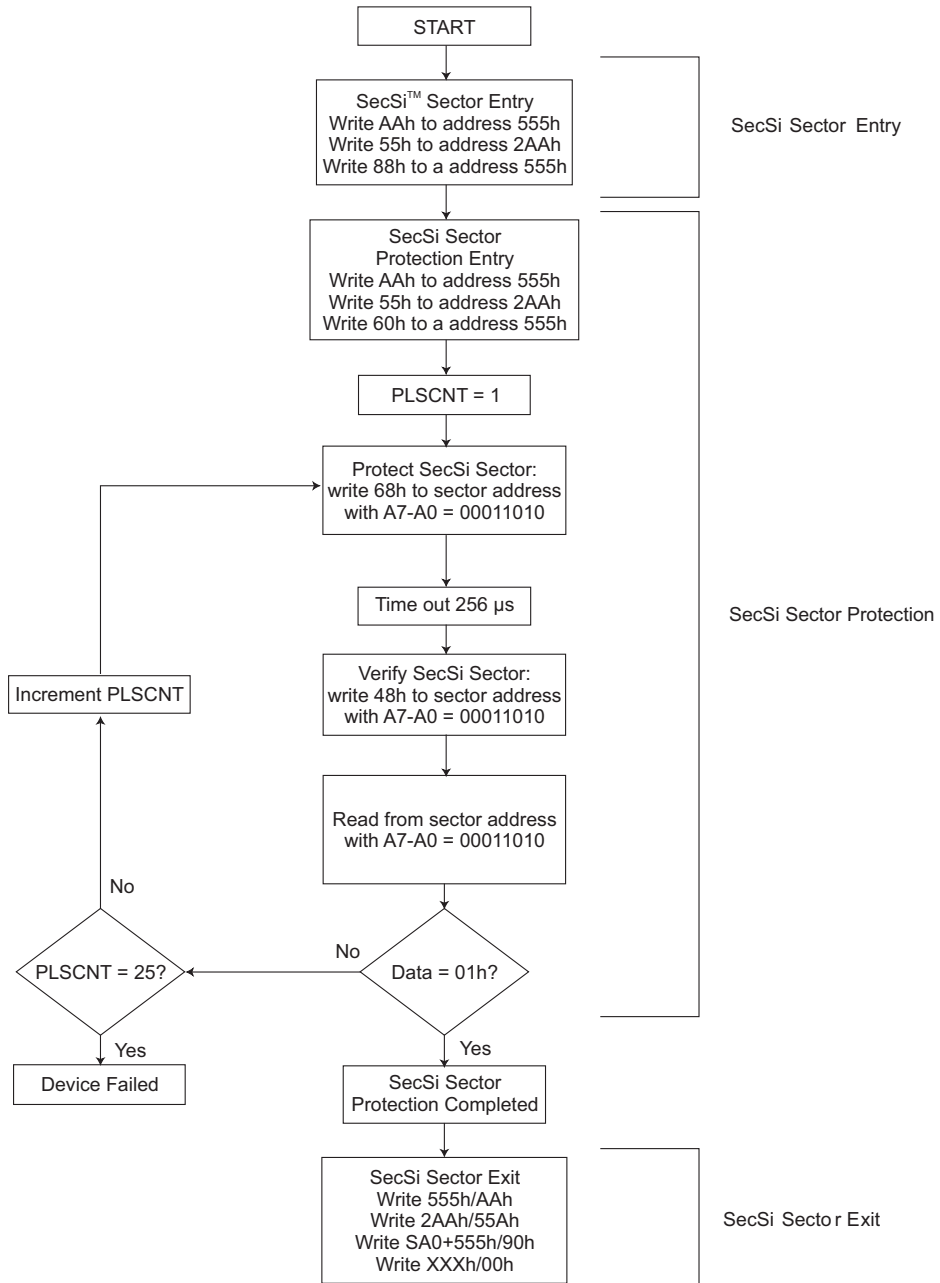 START
SecSi™ Sector Entry
Write AAh to address 555h
Write 55h to address 2AAh
Write 88h to a address 555h
SecSi Sector Entry
SecSi Sector
Protection Entry
Write AAh to address 555h
Write 55h to address 2AAh
Write 60h to a address 555h
PLSCNT = 1
Protect SecSi Sector:
write 68h to sector address
with A7-A0 = 00011010
Time out 256 µs
SecSi Sector Protection
Verify SecSi Sector:
write 48h to sector address
with A7-A0 = 00011010
Increment PLSCNT
Read from sector address
with A7-A0 = 00011010
No
No
PLSCNT = 25?
Data = 01h?
Yes
Yes
Device Failed
SecSi Sector
Protection Completed
SecSi Sector Exit
Write 555h/AAh
Write 2AAh/55Ah
Write SA0+555h/90h
Write XXXh/00h
SecSi Sector Exit